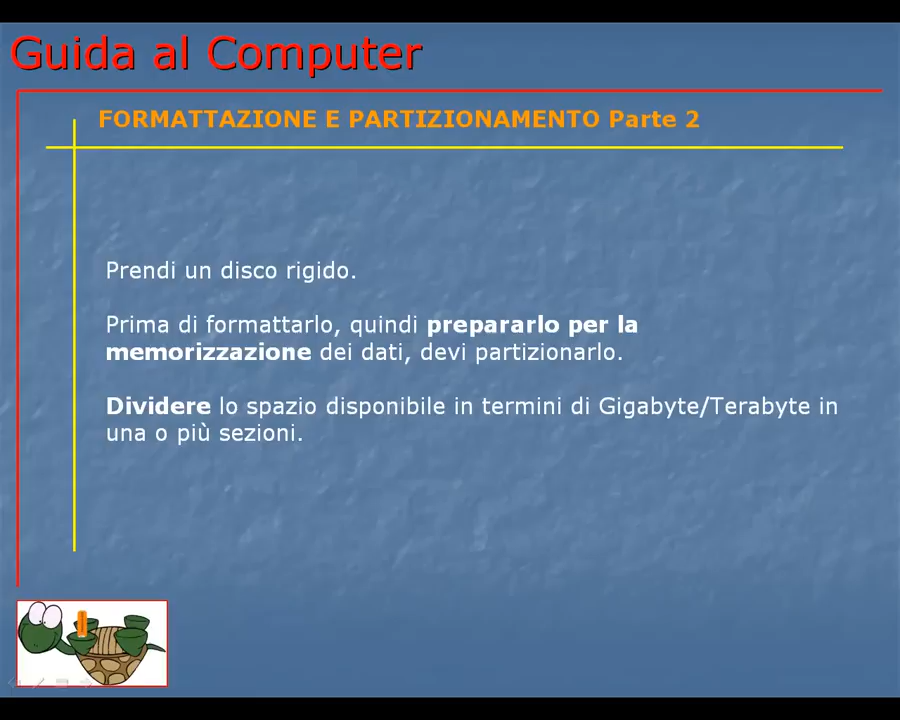 Guida al Computer
FORMATTAZIONE E PARTIZIONAMENTO Parte 2
Prendi un disco rigido.
Prima di formattarlo, quindi prepararlo per la
memorizzazione dei dati, devi partizionarlo.
Dividere lo spazio disponibile in termini di Gigabyte/Terabyte in
una o più sezioni.